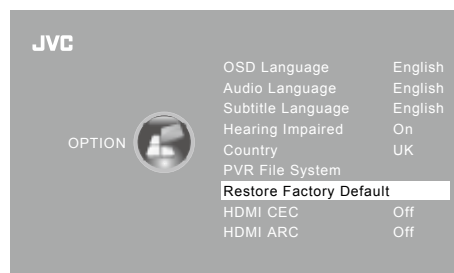 JVC
OPTION
OSD Language English
Audio Language English
Subtitle Language English
Hearing Impaired On
Country UK
PVR File System
Restore Factory Default
HDMI CEC Off
HDMI ARC Off